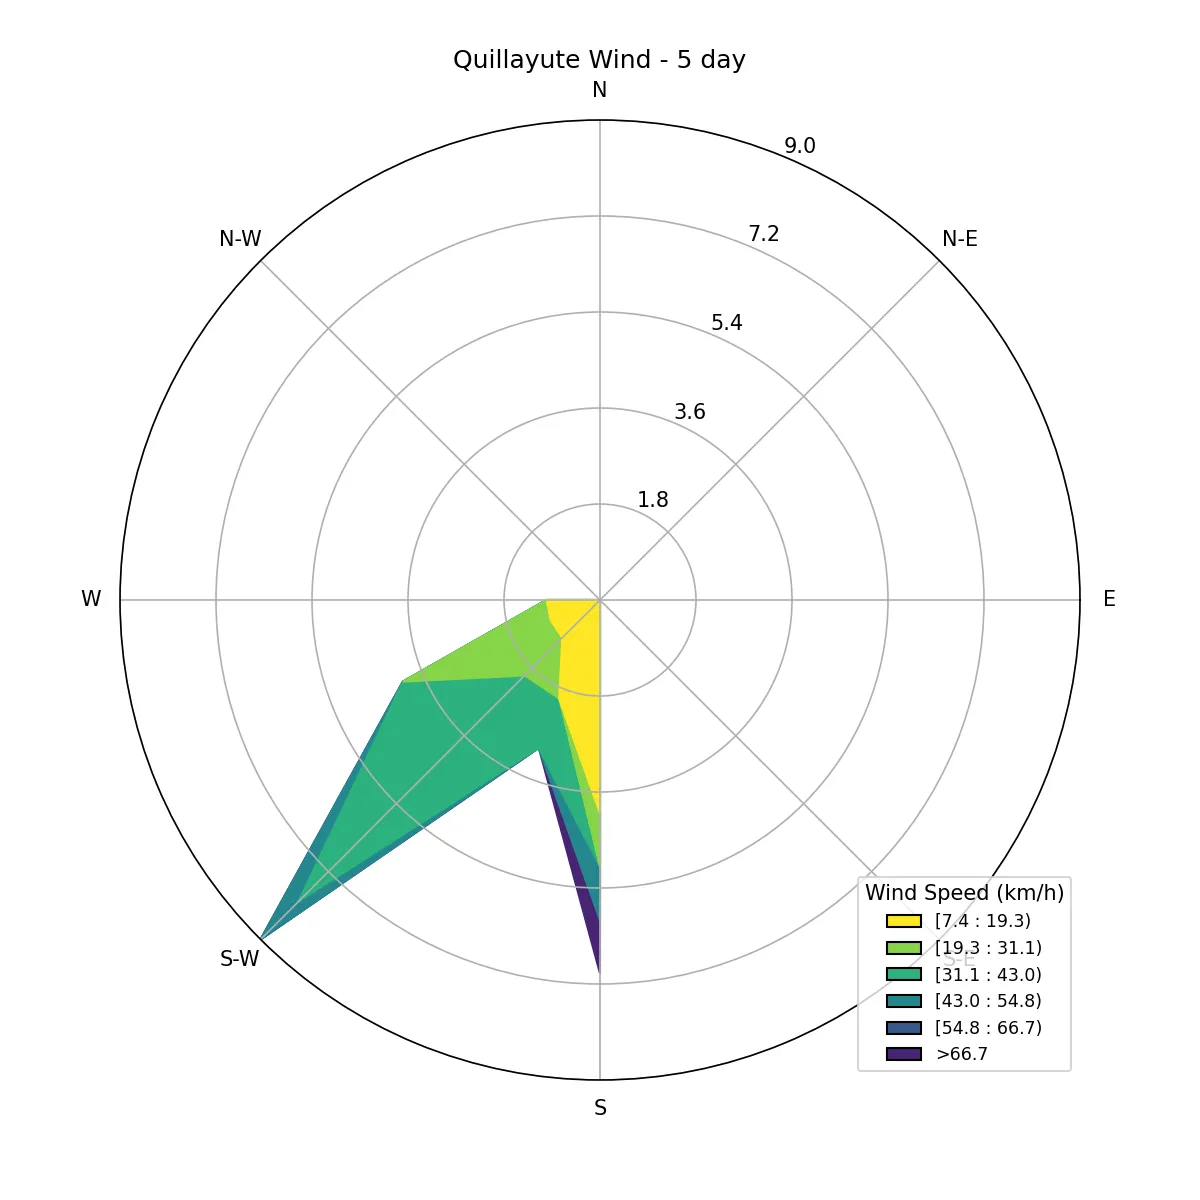 Quillayute Wind - 5 day
N
9.0
N-W
7.2
N-E
5.4
3.6
1.8
W
E
S-W
S-E
Wind Speed (km/h)
[7.4 : 19.3)
[19.3 : 31.1)
[31.1 : 43.0)
[43.0 : 54.8)
[54.8 : 66.7)
>66.7
S